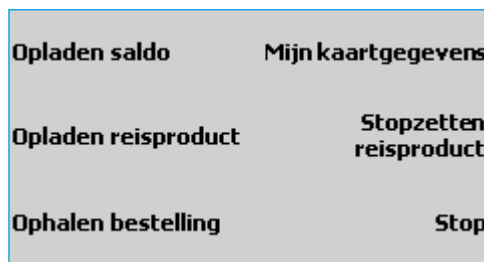 Opladen saldo
Mijn kaartgegevens
Opladen reisproduct
Stopzetten
reisproduct
Ophalen bestelling
Stop